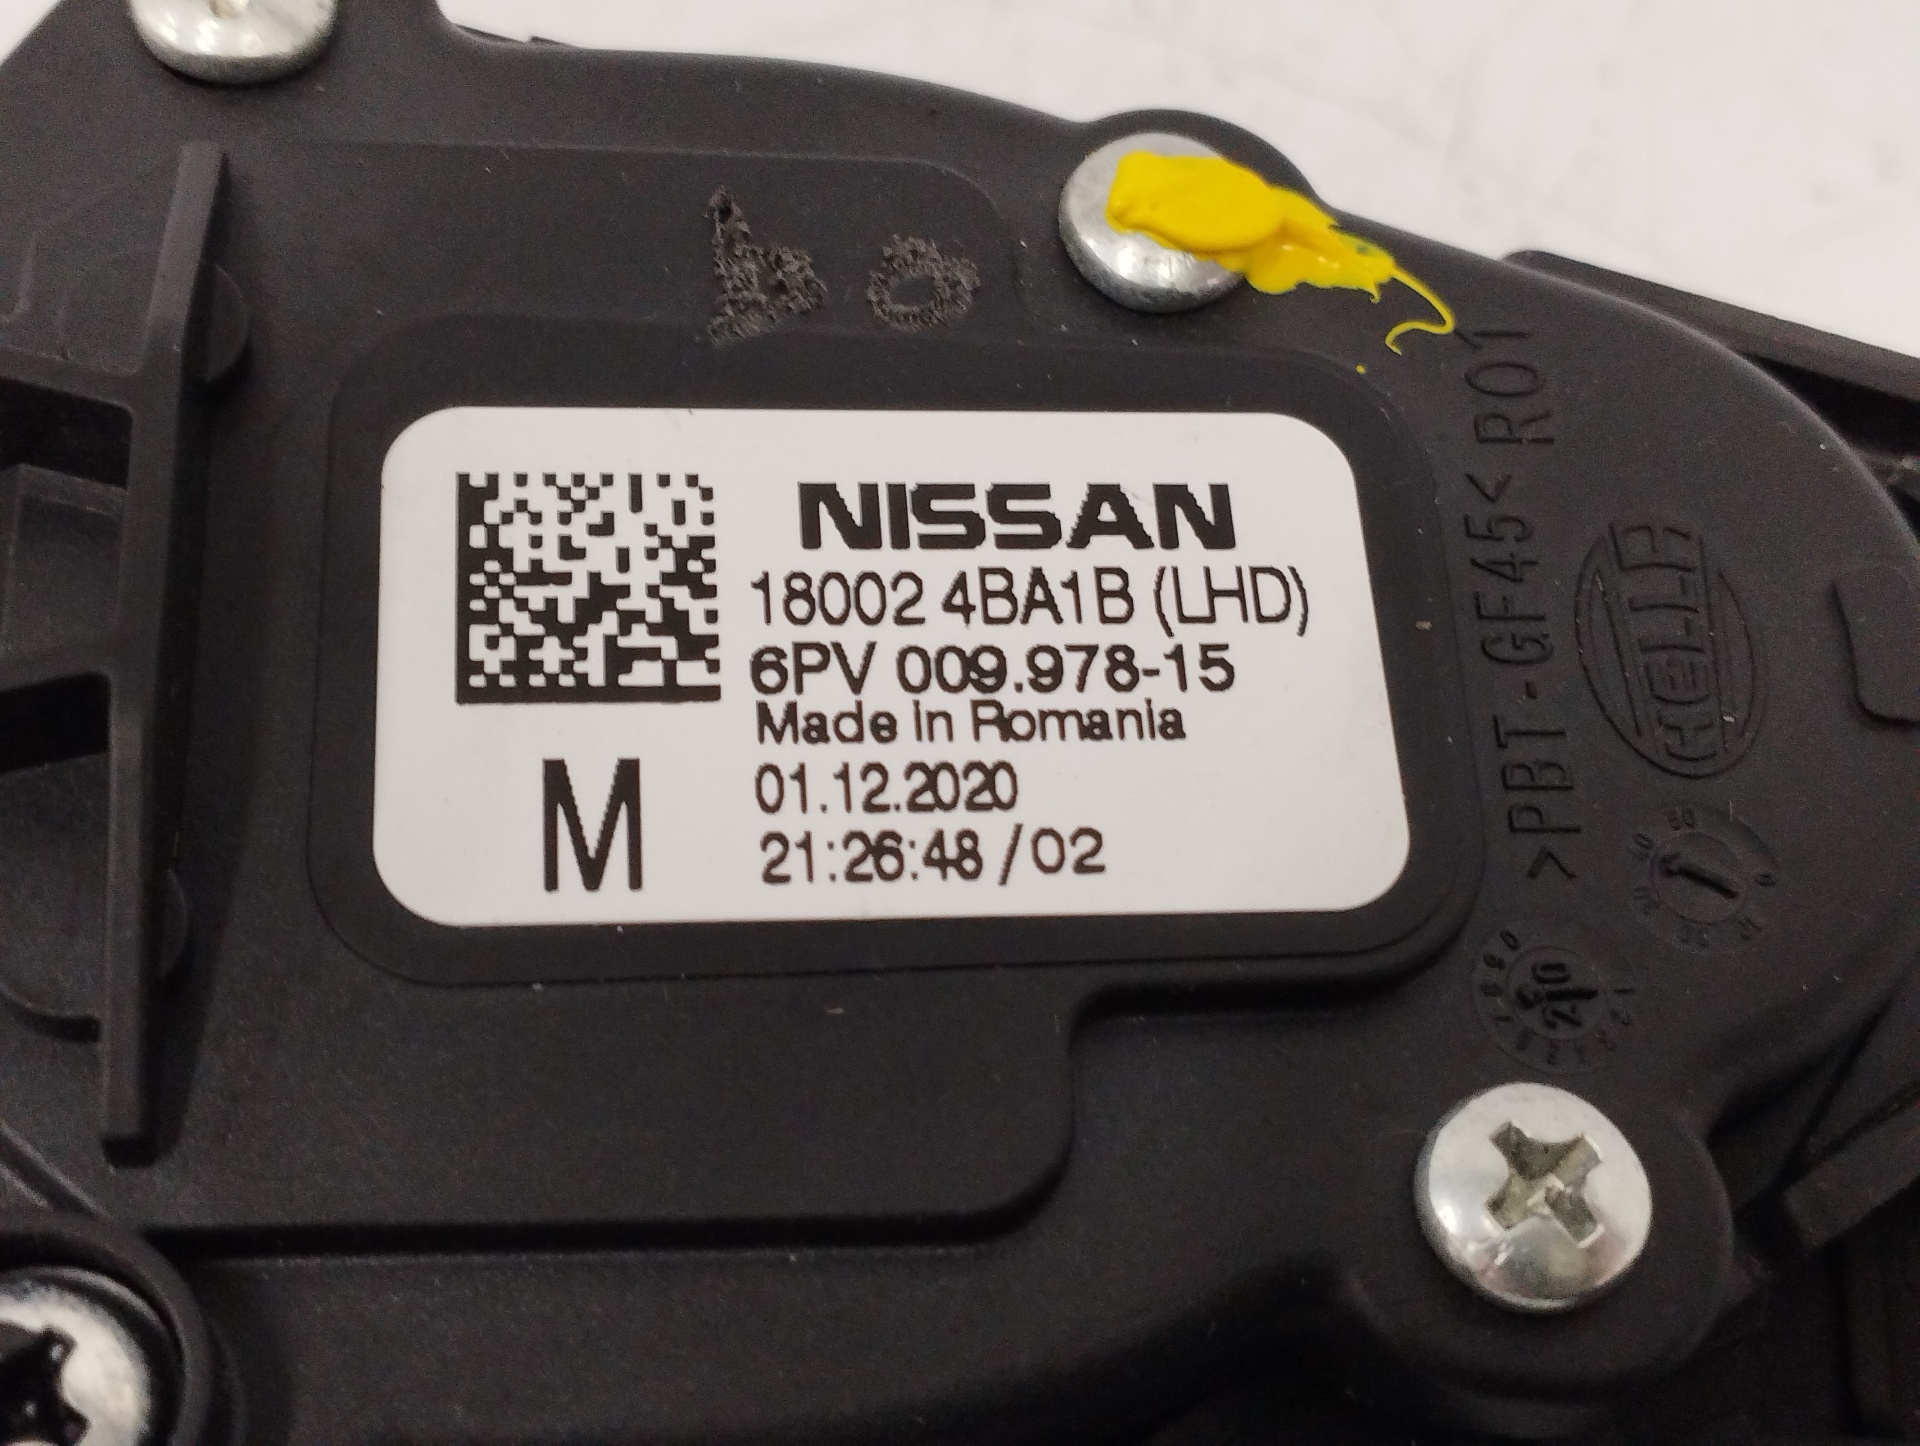 NISSAN
18002 4BA1B (LHD)
6PV 009.978-15
Made in Romania
01.12.2020
21:26:48 / 02
M
>PBT-GF45< R01
HELLA